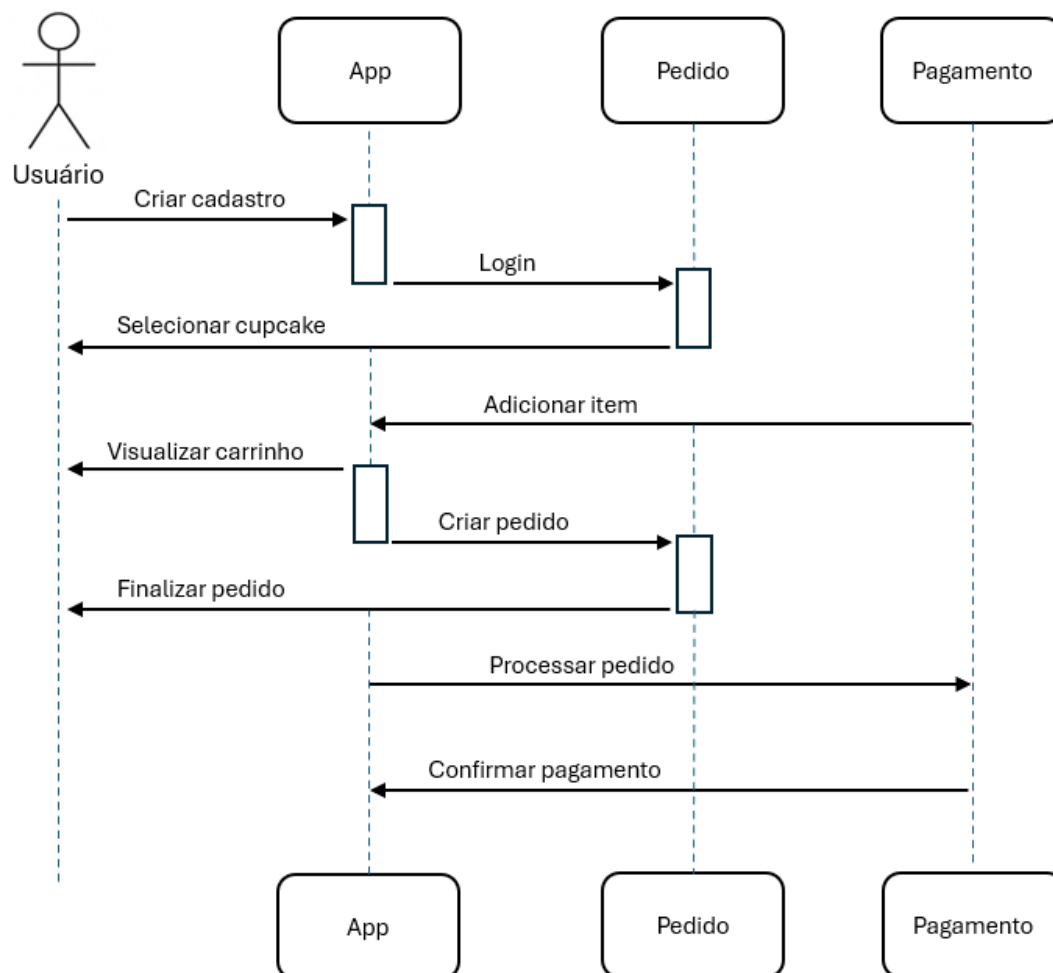 App
Pedido
Pagamento
Usuário
Criar cadastro
Login
Selecionar cupcake
Adicionar item
Visualizar carrinho
Criar pedido
Finalizar pedido
Processar pedido
Confirmar pagamento
App
Pedido
Pagamento